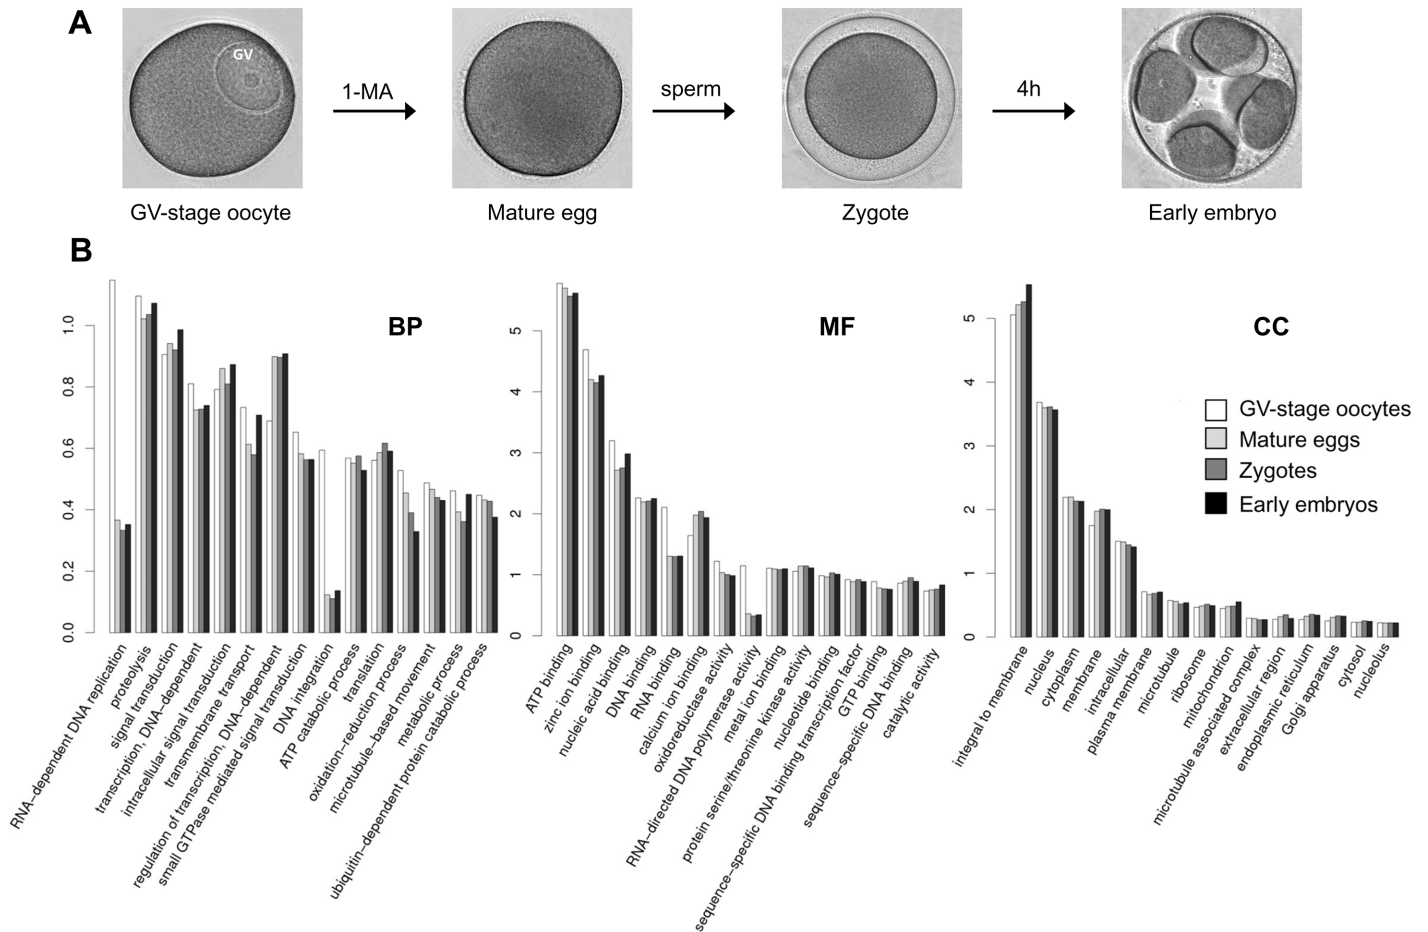 A
GV
1-MA
sperm
4h
GV-stage oocyte
Mature egg
Zygote
Early embryo
B
BP
0.0
0.2
0.4
0.6
0.8
1.0
RNA−dependent DNA replication
proteolysis
signal transduction
transcription, DNA−dependent
intracellular signal transduction
transmembrane transport
regulation of transcription, DNA−dependent
small GTPase mediated signal transduction
DNA integration
ATP catabolic process
translation
oxidation−reduction process
microtubule−based movement
metabolic process
ubiquitin−dependent protein catabolic process
MF
0
1
2
3
4
5
ATP binding
zinc ion binding
nucleic acid binding
DNA binding
RNA binding
calcium ion binding
oxidoreductase activity
RNA−directed DNA polymerase activity
metal ion binding
protein serine/threonine kinase activity
nucleotide binding
sequence−specific DNA binding transcription factor
GTP binding
sequence−specific DNA binding
catalytic activity
CC
0
1
2
3
4
5
integral to membrane
nucleus
cytoplasm
membrane
intracellular
plasma membrane
microtubule
ribosome
mitochondrion
microtubule associated complex
extracellular region
endoplasmic reticulum
Golgi apparatus
cytosol
nucleolus
GV-stage oocytes
Mature eggs
Zygotes
Early embryos